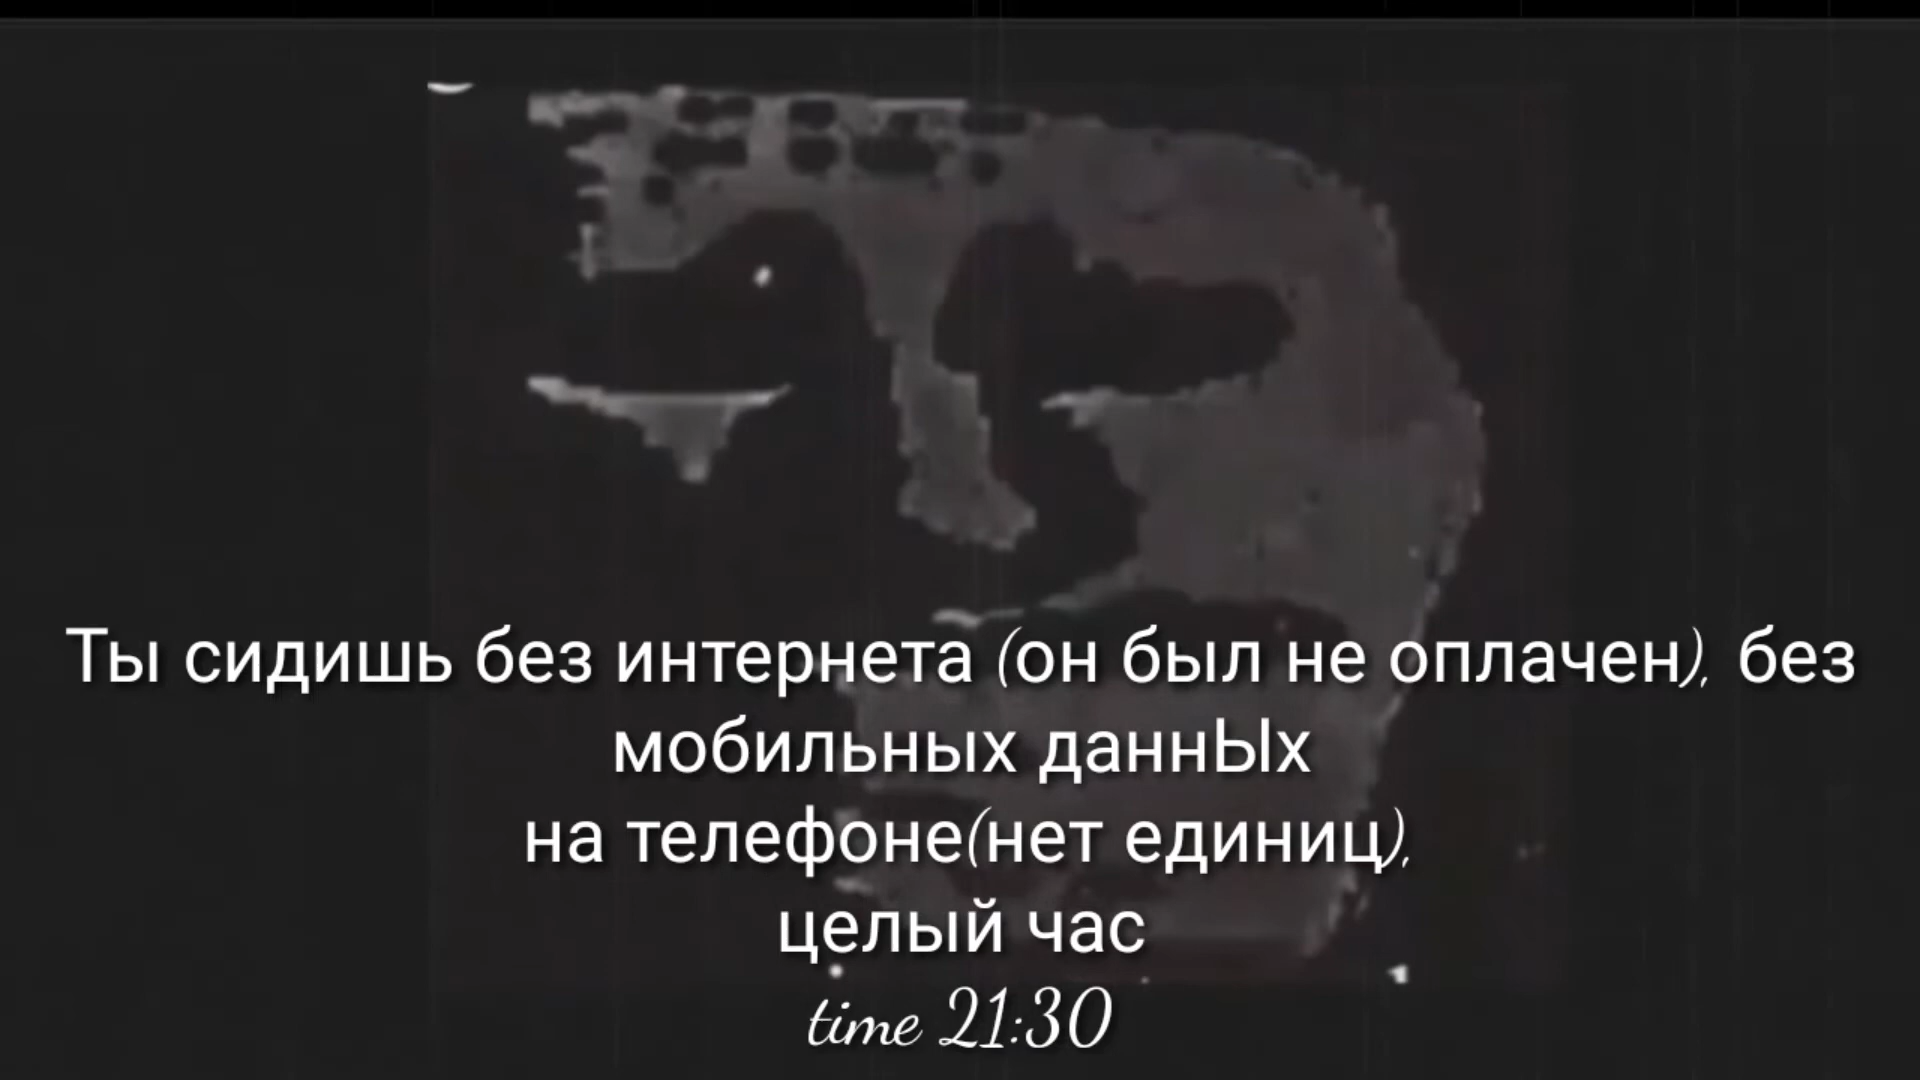 Ты сидишь без интернета (он был не оплачен), без
мобильных даннЫх
на телефоне(нет единиц),
целый час
time 21:30